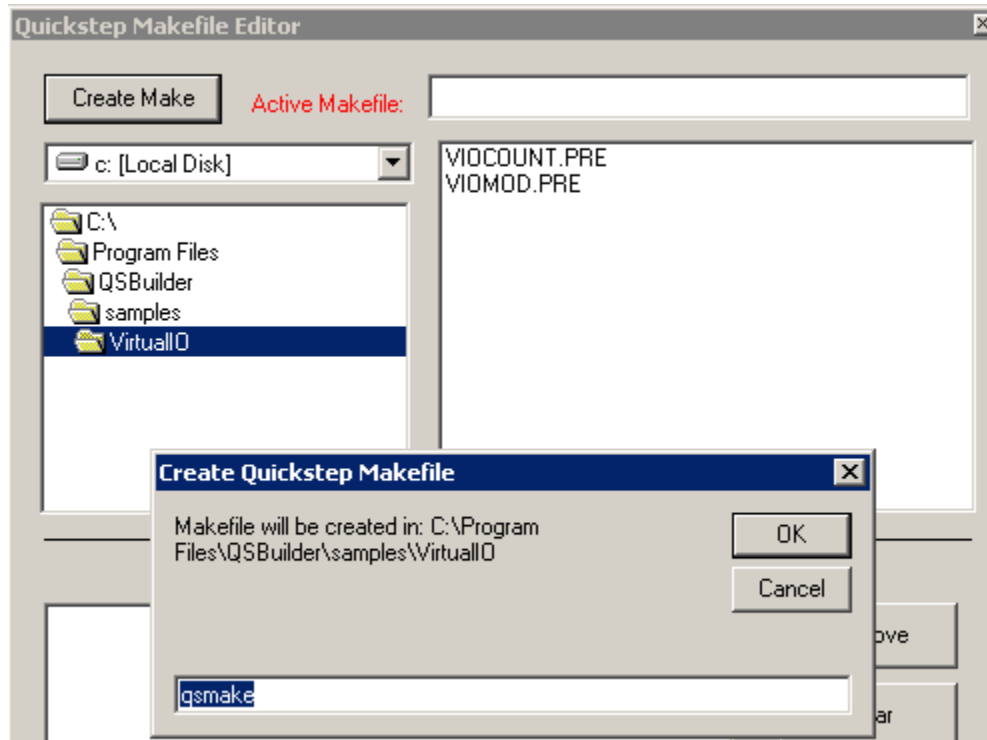 Quickstep Makefile Editor
Create Make
Active Makefile:
c: [Local Disk]
VIOCOUNT.PRE
VIOMOD.PRE
C:\
Program Files
QSBuilder
samples
VirtualIO
Create Quickstep Makefile
Makefile will be created in: C:\Program
Files\QSBuilder\samples\VirtualIO
OK
Cancel
qsmake